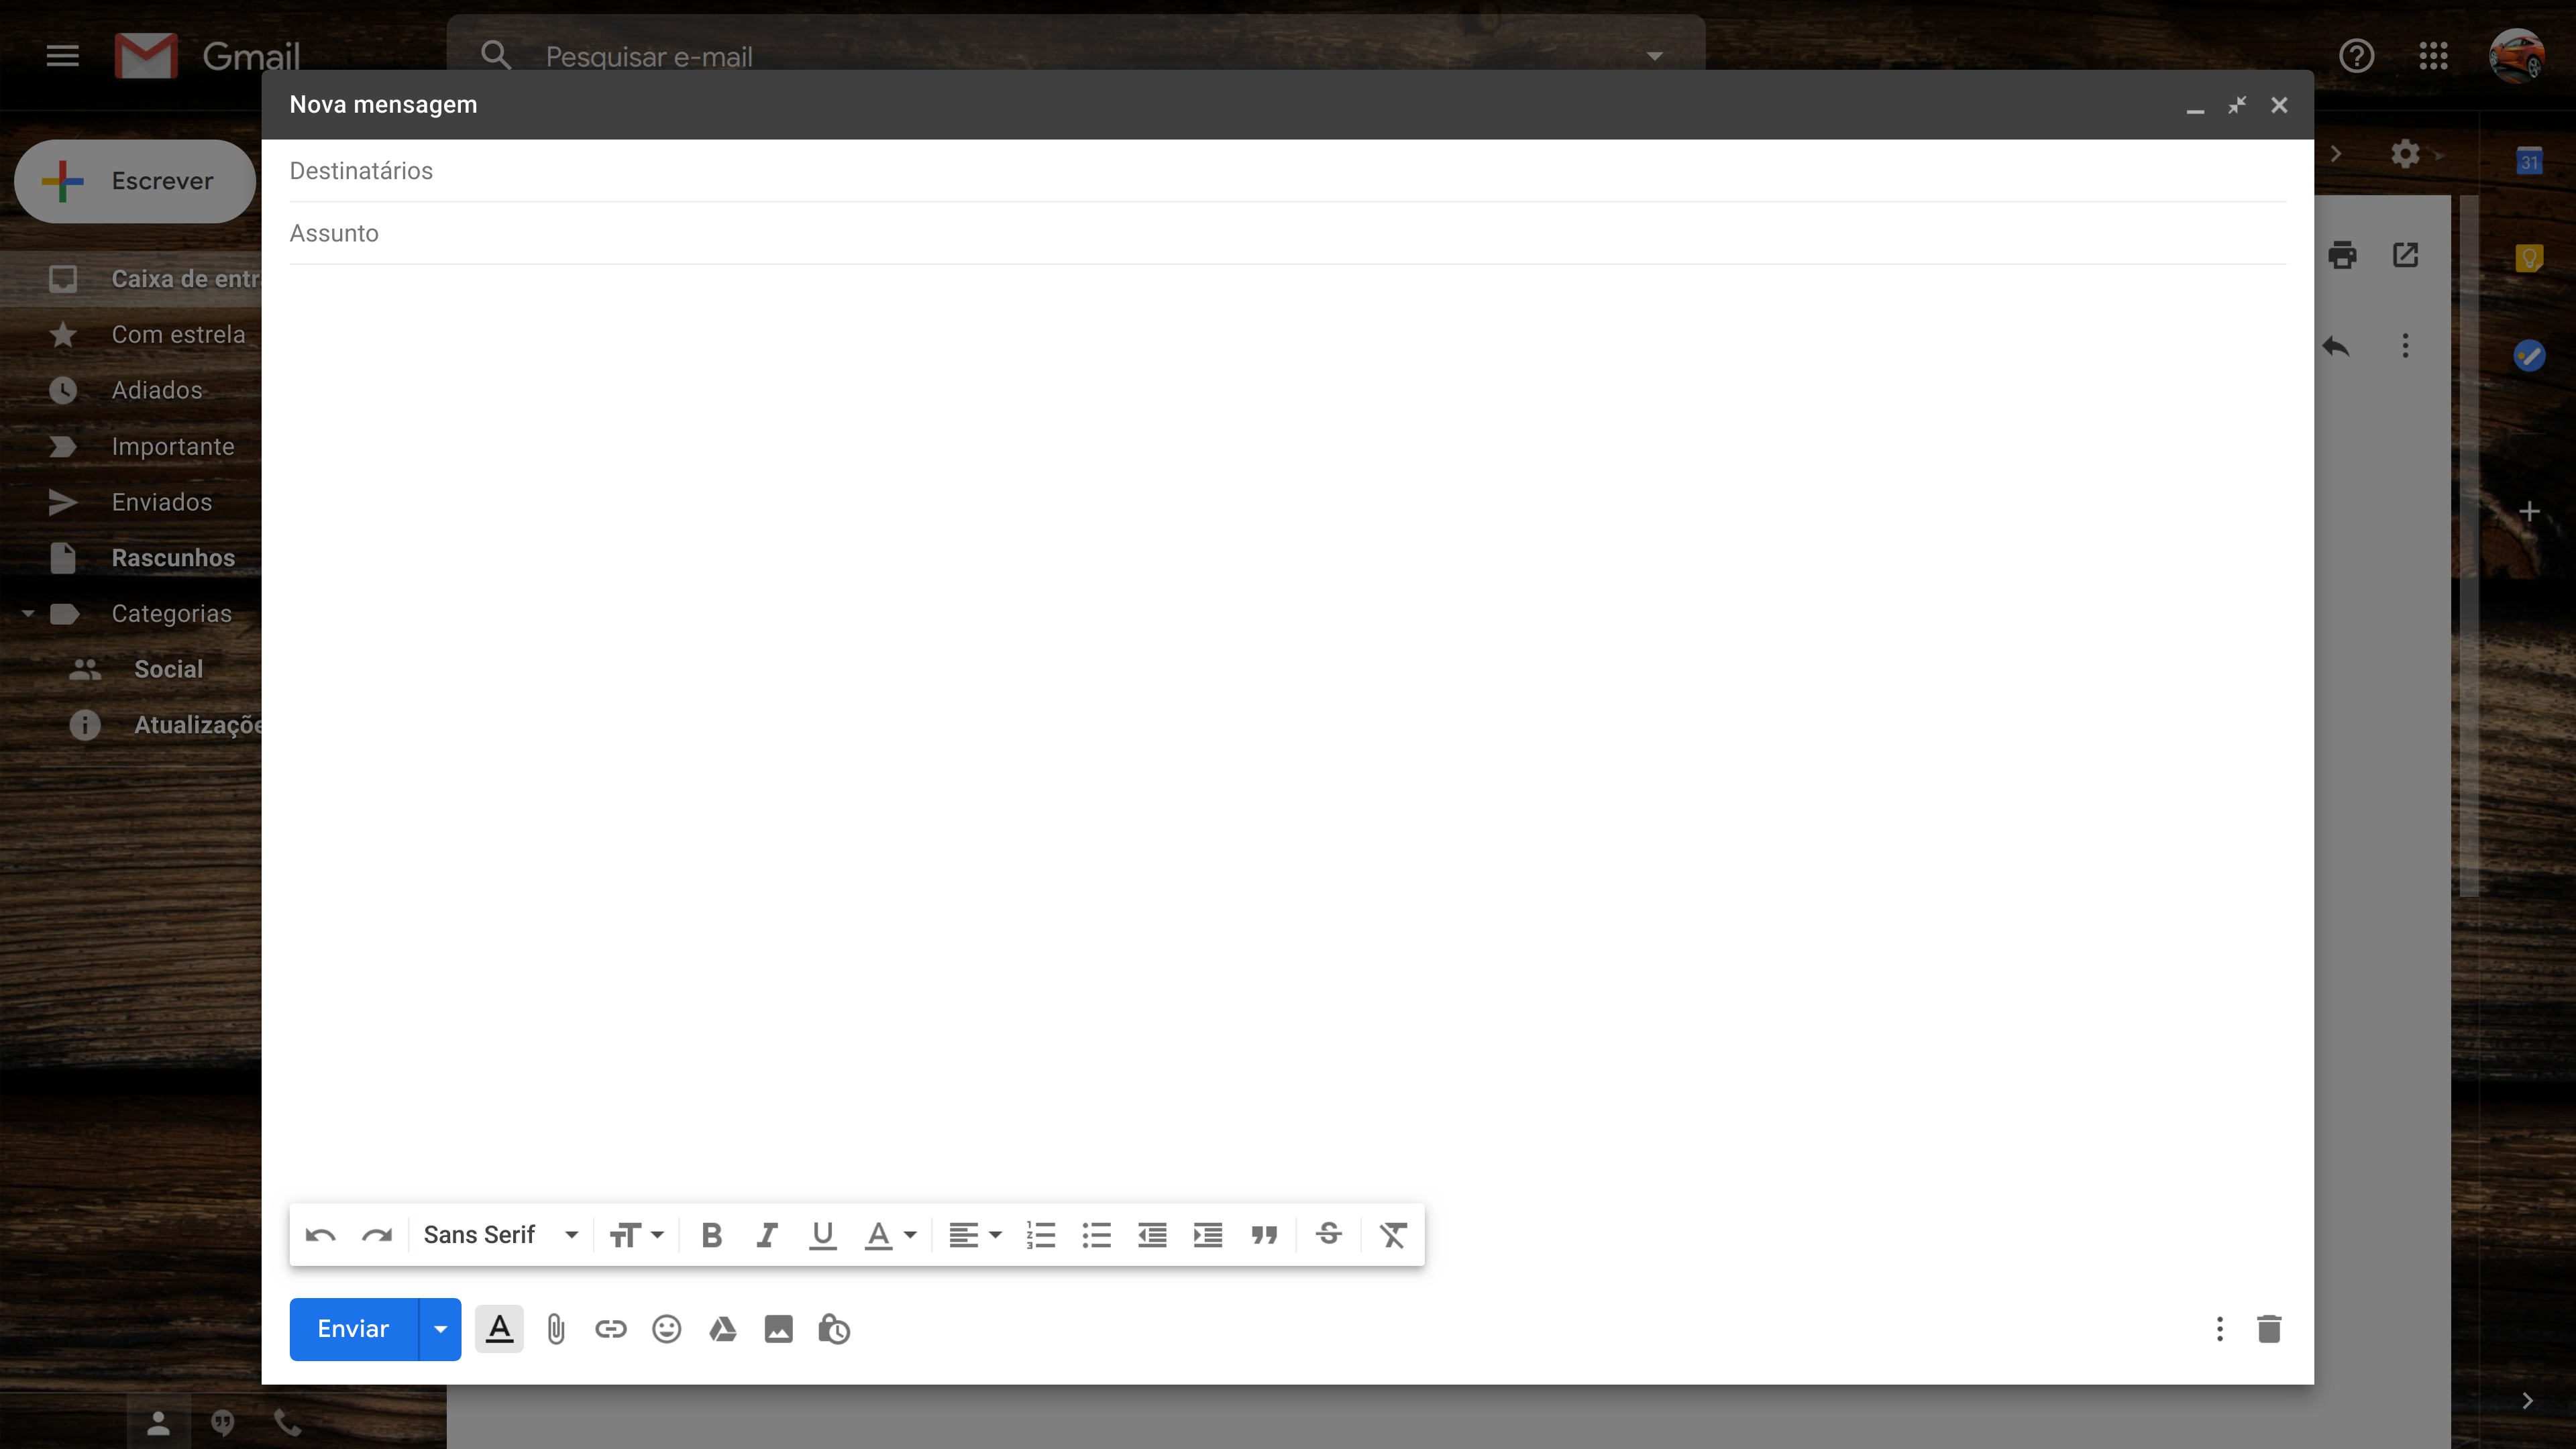 Gmail
Pesquisar e-mail
Nova mensagem
Escrever
Destinatários
Assunto
31
Caixa de entr
Com estrela
Adiados
Importante
Enviados
Rascunhos
Categorias
Social
Atualizaçõe
Sans Serif
Enviar